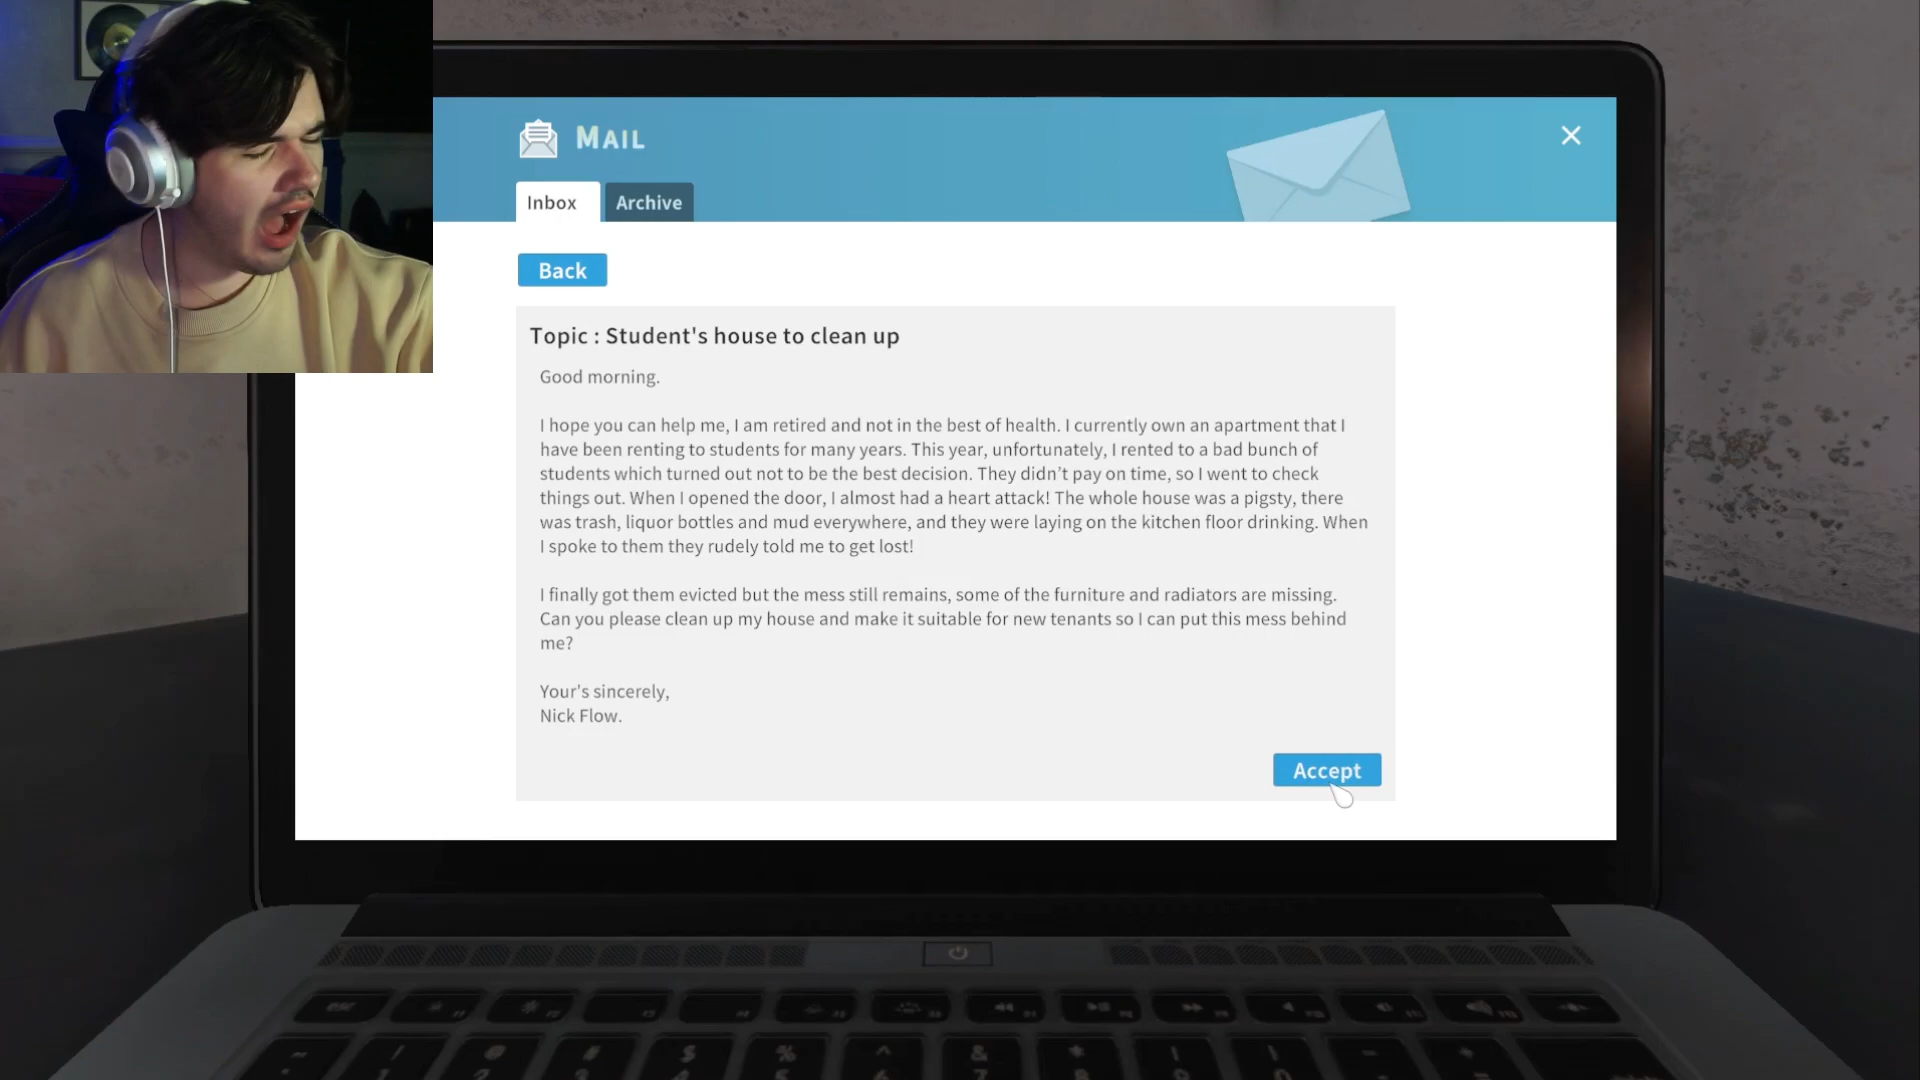 MAIL
Inbox Archive
Back
Topic : Student's house to clean up
Good morning.
I hope you can help me, I am retired and not in the best of health. I currently own an apartment that I
have been renting to students for many years. This year, unfortunately, I rented to a bad bunch of
students which turned out not to be the best decision. They didn't pay on time, so I went to check
things out. When I opened the door, I almost had a heart attack! The whole house was a pigsty, there
was trash, liquor bottles and mud everywhere, and they were laying on the kitchen floor drinking. When
I spoke to them they rudely told me to get lost!
I finally got them evicted but the mess still remains, some of the furniture and radiators are missing.
Can you please clean up my house and make it suitable for new tenants so I can put this mess behind
me?
Your's sincerely,
Nick Flow.
Accept
esc